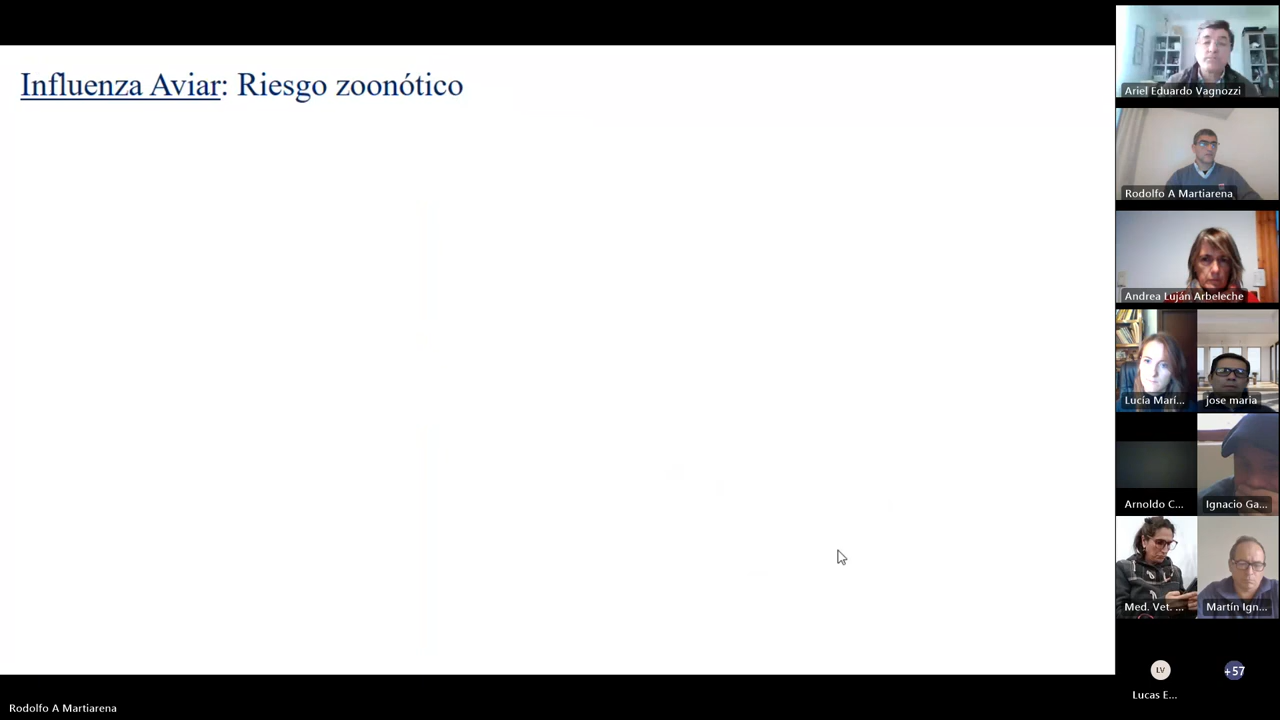 Influenza Aviar: Riesgo zoonótico
Ariel Eduardo Vagnozzi
Rodolfo A Martiarena
Andrea Luján Arbeleche
Lucía Marí...
jose maria
Arnoldo C...
Ignacio Ga...
Med. Vet. ...
Martín Ign...
LV
+57
Lucas E...
Rodolfo A Martiarena